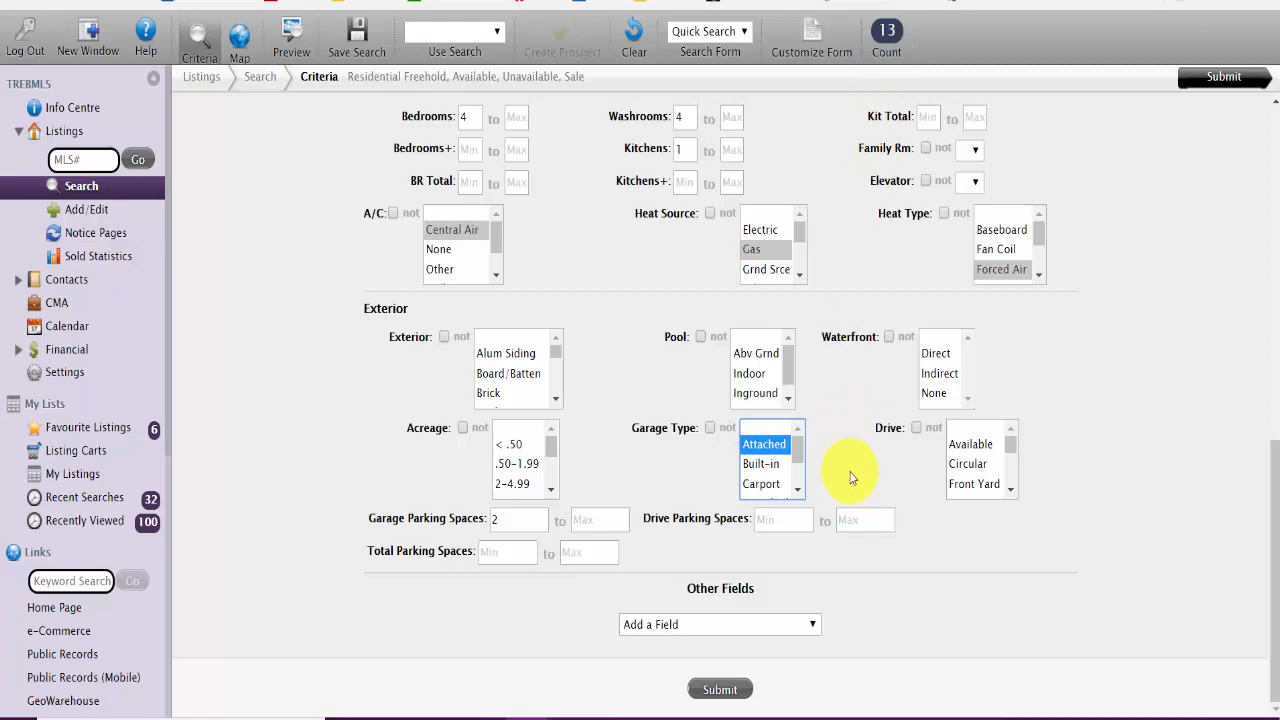 Log Out
New Window
Help
Criteria
Map
Preview
Save Search
Use Search
Create Prospect
Clear
Quick Search
Search Form
Customize Form
13
Count
TREBMLS
Info Centre
Listings
MLS#
Go
Search
Add/Edit
Notice Pages
Sold Statistics
Contacts
CMA
17
Calendar
Financial
Settings
My Lists
Favourite Listings 6
Listing Carts
My Listings
Recent Searches 32
Recently Viewed 100
Links
Keyword Search Go
Home Page
e-Commerce
Public Records
Public Records (Mobile)
GeoWarehouse
Listings Search Criteria - Residential Freehold, Available, Unavailable, Sale
Submit
Bedrooms: 4 to Max Washrooms: 4 to Max Kit Total: Min to Max
Bedrooms+: Min to Max Kitchens: 1 to Max Family Rm: not
BR Total: Min to Max Kitchens+: Min to Max Elevator: not
A/C: not Heat Source: not Heat Type: not
Central Air Electric Baseboard
None Gas Fan Coil
Other Grnd Srce Forced Air
Exterior
Exterior: not Pool: not Waterfront: not
Alum Siding Abv Grnd Direct
Board/Batten Indoor Indirect
Brick Inground None
Acreage: not Garage Type: not Drive: not
< .50 Attached Available
.50-1.99 Built-in Circular
2-4.99 Carport Front Yard
Garage Parking Spaces: 2 to Max Drive Parking Spaces: Min to Max
Total Parking Spaces: Min to Max
Other Fields
Add a Field
Submit